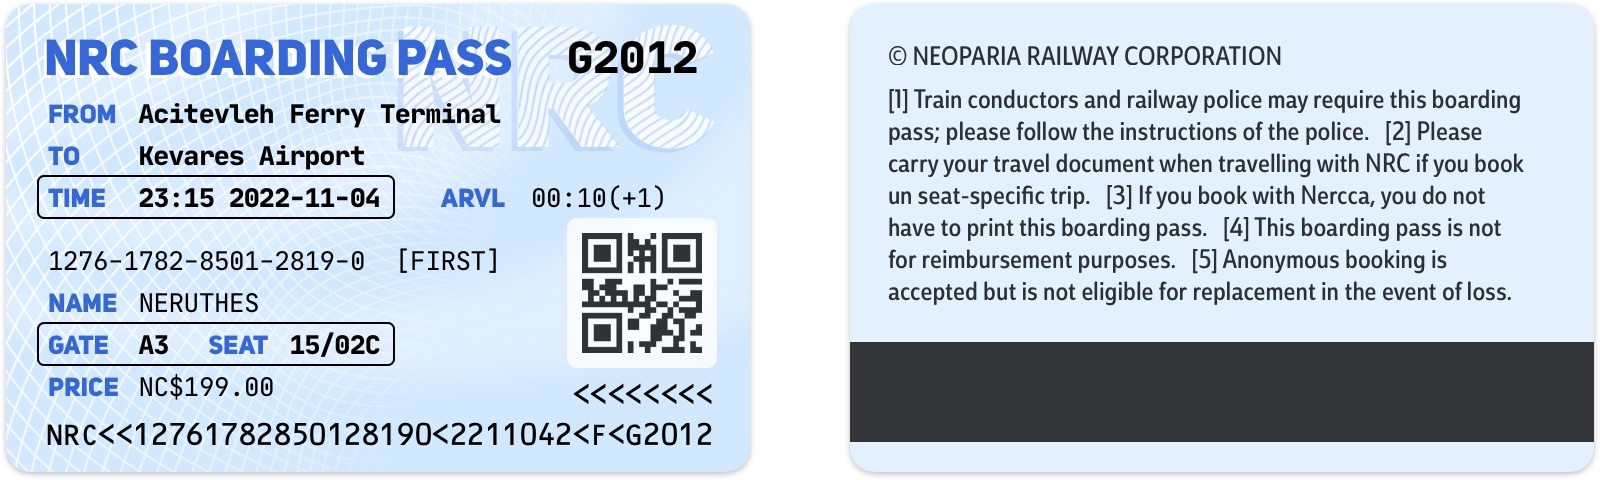 NRC BOARDING PASS G2012
NRC
FROM Acitevleh Ferry Terminal
TO Kevares Airport
TIME 23:15 2022-11-04 ARVL 00:10(+1)
1276-1782-8501-2819-0 [FIRST]
NAME NERUTHES
GATE A3 SEAT 15/02C
PRICE NC$199.00
<<<<<<<<
NRC<<12761782850128190<2211042<F<G2012
© NEOPARIA RAILWAY CORPORATION
[1] Train conductors and railway police may require this boarding
pass; please follow the instructions of the police. [2] Please
carry your travel document when travelling with NRC if you book
un seat-specific trip. [3] If you book with Nercca, you do not
have to print this boarding pass. [4] This boarding pass is not
for reimbursement purposes. [5] Anonymous booking is
accepted but is not eligible for replacement in the event of loss.